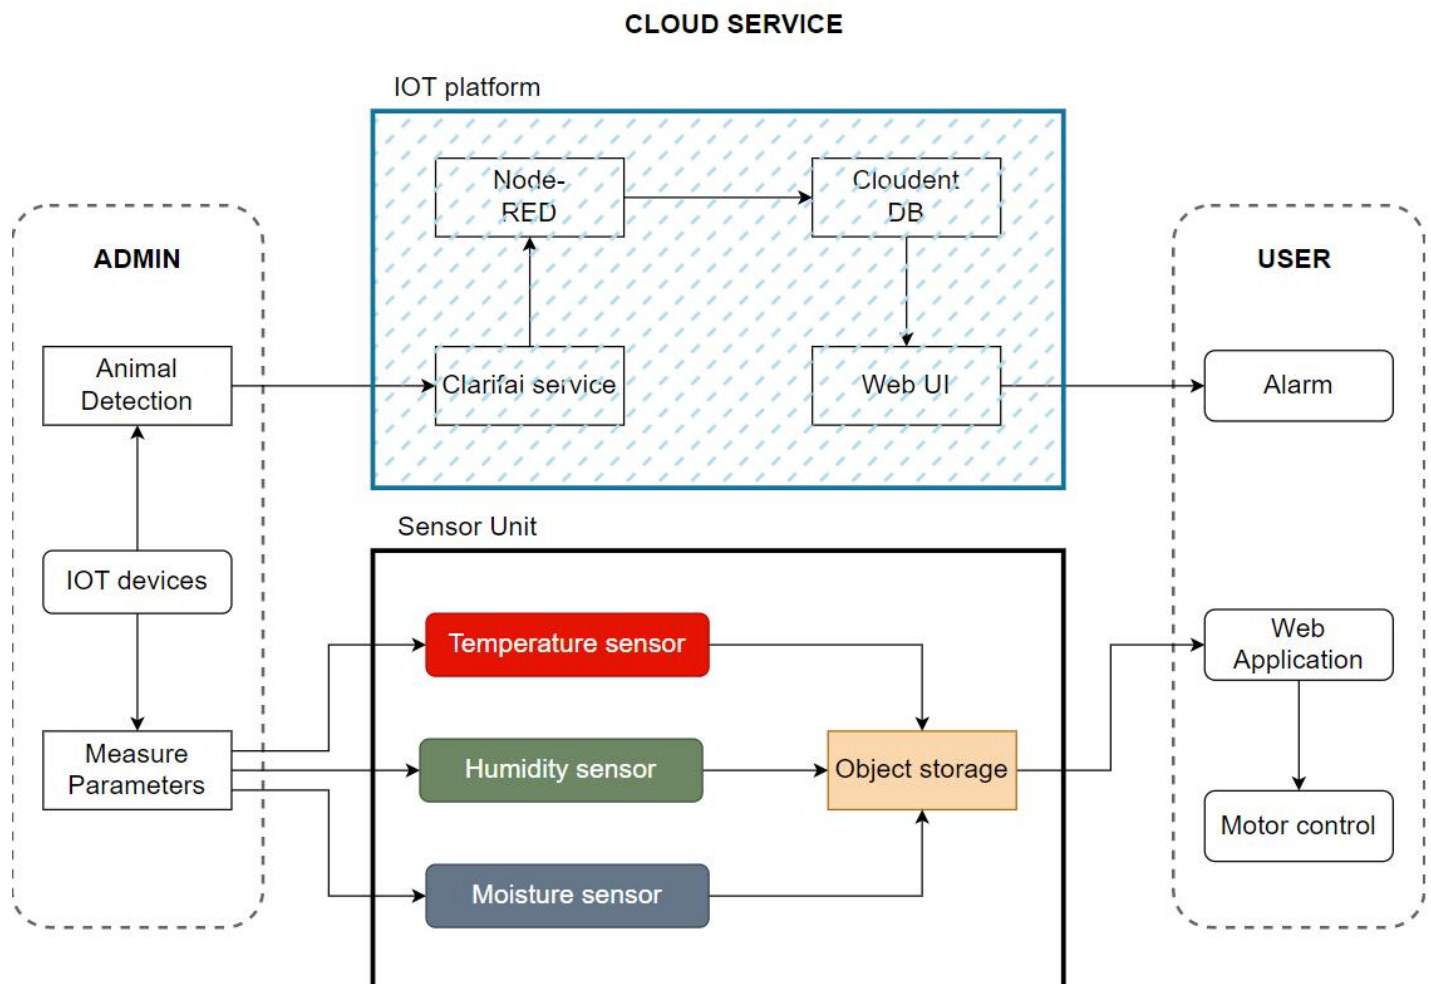 CLOUD SERVICE
IOT platform
Node-
RED
Cloudent
DB
ADMIN
USER
Animal
Detection
Clarifai service
Web UI
Alarm
Sensor Unit
IOT devices
Temperature sensor
Web
Application
Measure
Parameters
Humidity sensor
Object storage
Motor control
Moisture sensor